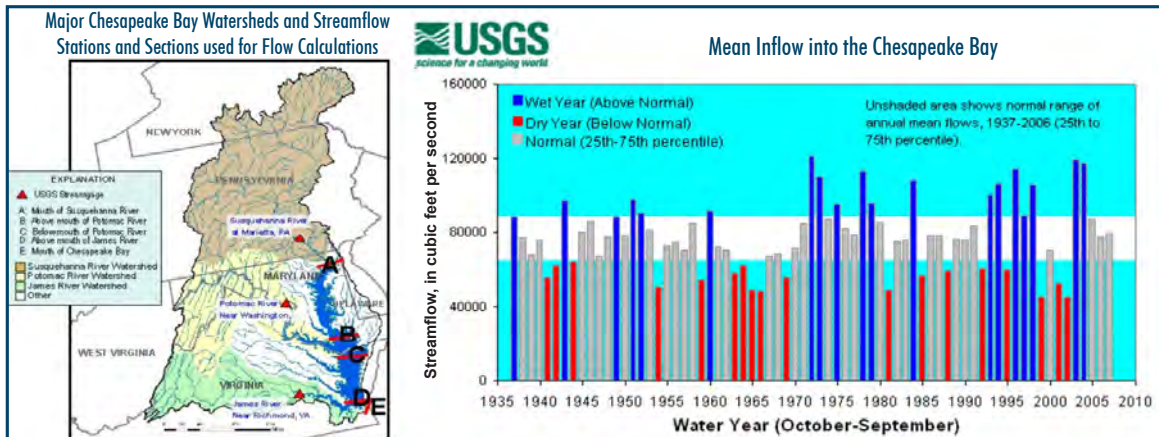 Major Chesapeake Bay Watersheds and Streamflow
Stations and Sections used for Flow Calculations
NEW YORK
PENNSYLVANIA
EXPLANATION
USGS Streamgage
A: Mouth of Susquehanna River
B: Above mouth of Potomac River
C: Below mouth of Potomac River
D: Above mouth of James River
E: Mouth of Chesapeake Bay
Susquehanna River Watershed
Potomac River Watershed
James River Watershed
Other
Susquehanna River
at Marietta, PA
A
MARYLAND
DELAWARE
Potomac River
Near Washington,
B
C
WEST VIRGINIA
VIRGINIA
D
E
James River
Near Richmond, VA
USGS
science for a changing world
Mean Inflow into the Chesapeake Bay
Streamflow, in cubic feet per second
160000
120000
80000
40000
0
Wet Year (Above Normal)
Dry Year (Below Normal)
Normal (25th-75th percentile)
Unshaded area shows normal range of
annual mean flows, 1937-2006 (25th to
75th percentile).
1935 1940 1945 1950 1955 1960 1965 1970 1975 1980 1985 1990 1995 2000 2005 2010
Water Year (October-September)